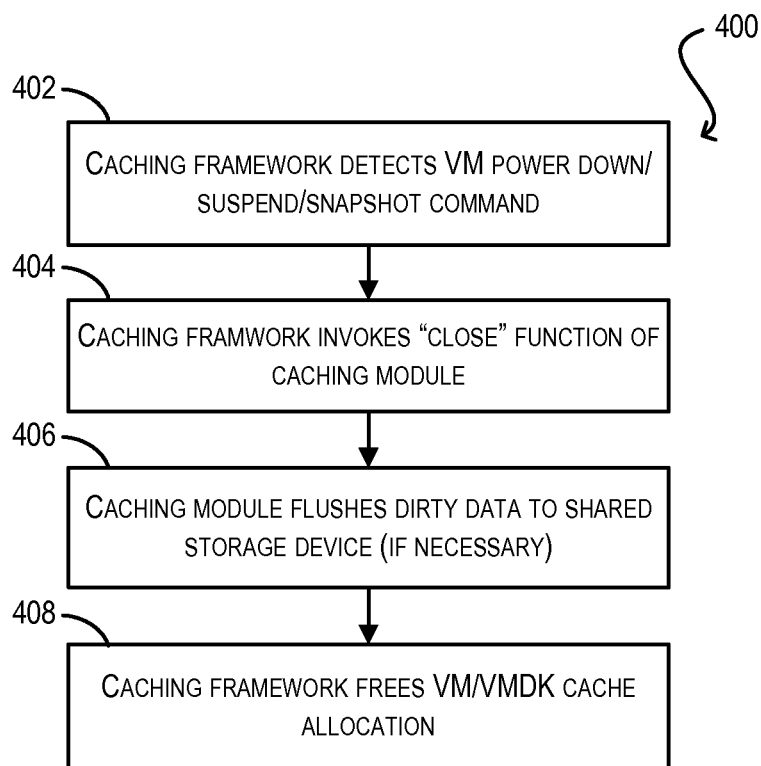 400
402
CACHING FRAMEWORK DETECTS VM POWER DOWN/
SUSPEND/SNAPSHOT COMMAND
404
CACHING FRAMWORK INVOKES “CLOSE” FUNCTION OF
CACHING MODULE
406
CACHING MODULE FLUSHES DIRTY DATA TO SHARED
STORAGE DEVICE (IF NECESSARY)
408
CACHING FRAMEWORK FREES VM/VMDK CACHE
ALLOCATION